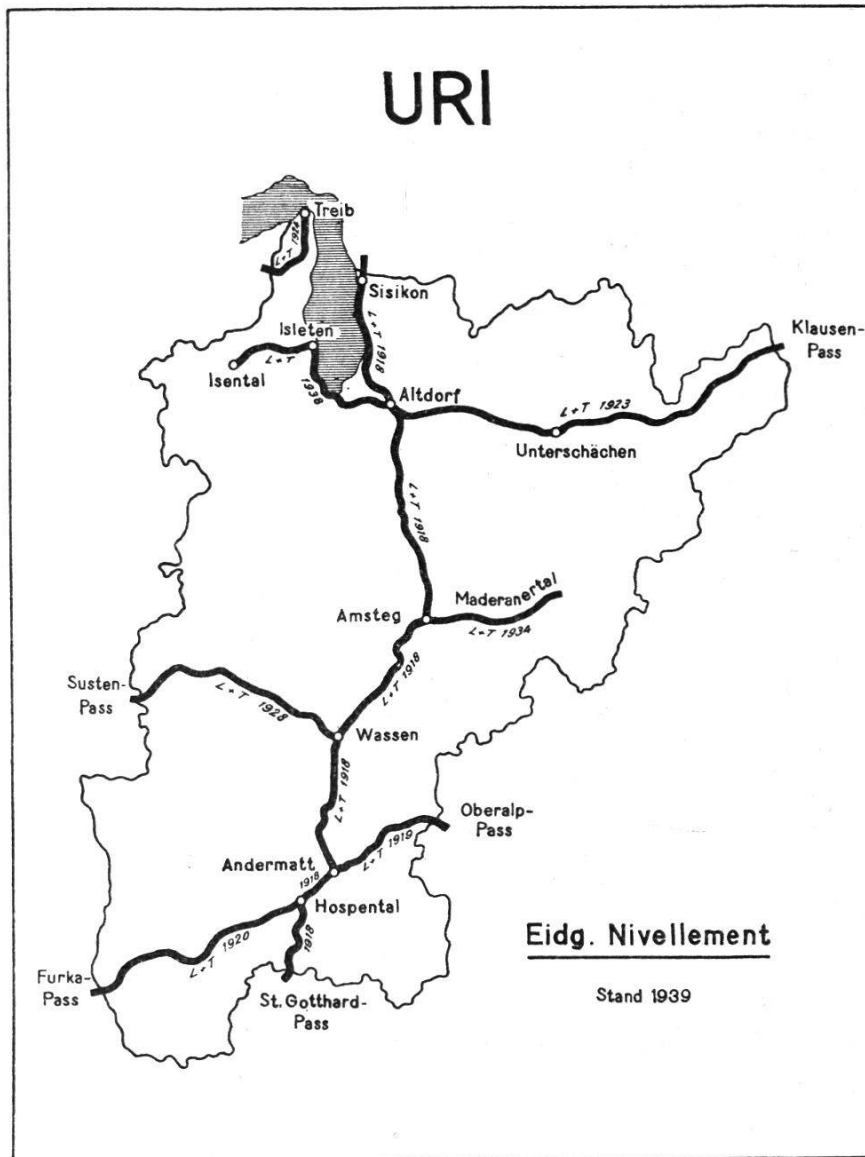 URI
Treib
L+T 1924
Sisikon
Isleten
L+T 1918
Klausen-
Pass
L+T
Isental
1938
Altdorf
L+T 1923
Unterschächen
L+T 1918
Maderanertal
Amsteg
L+T 1934
L+T 1918
Susten-
Pass
L+T 1928
Wassen
L+T 1918
Oberalp-
Pass
L+T 1919
Andermatt
1918
Hospental
Eidg. Nivellement
L+T 1920
1918
Furka-
Pass
St. Gotthard-
Pass
Stand 1939